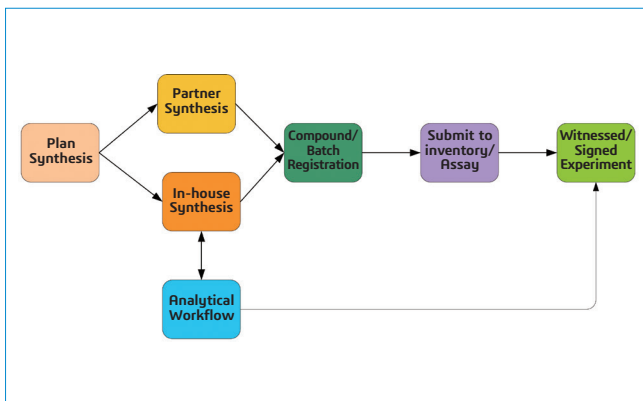 Partner
Synthesis
Plan
Synthesis
In-house
Synthesis
Compound/
Batch
Registration
Submit to
inventory/
Assay
Witnessed/
Signed
Experiment
Analytical
Workflow